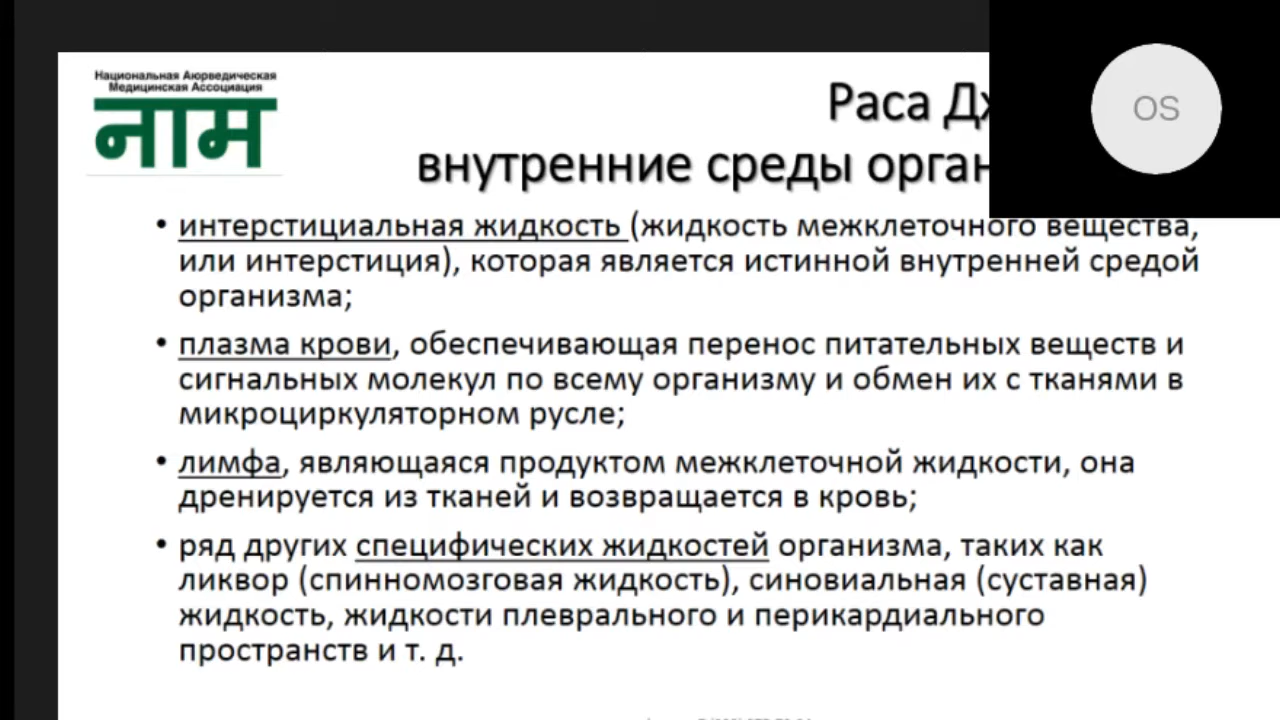 Национальная Аюрведическая
Медицинская Ассоциация
नाम
Раса
внутренние среды
OS
• интерстициальная жидкость (жидкость межклеточного вещества,
или интерстиция), которая является истинной внутренней средой
организма;
• плазма крови, обеспечивающая перенос питательных веществ и
сигнальных молекул по всему организму и обмен их с тканями в
микроциркуляторном русле;
• лимфа, являющаяся продуктом межклеточной жидкости, она
дренируется из тканей и возвращается в кровь;
• ряд других специфических жидкостей организма, таких как
ликвор (спинномозговая жидкость), синовиальная (суставная)
жидкость, жидкости плеврального и перикардиального
пространств и т. д.